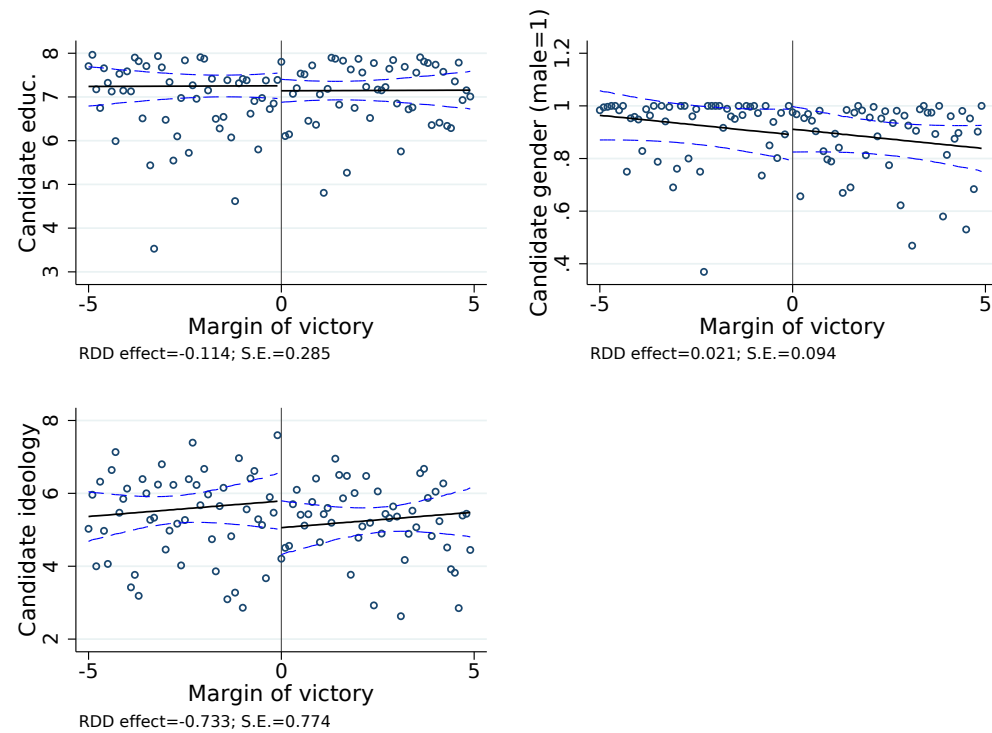 Candidate educ.
8
7
6
5
4
3
-5 0 5
Margin of victory
RDD effect=-0.114; S.E.=0.285
Candidate gender (male=1)
1.2
1
.8
.6
.4
-5 0 5
Margin of victory
RDD effect=0.021; S.E.=0.094
Candidate ideology
8
6
4
2
-5 0 5
Margin of victory
RDD effect=-0.733; S.E.=0.774